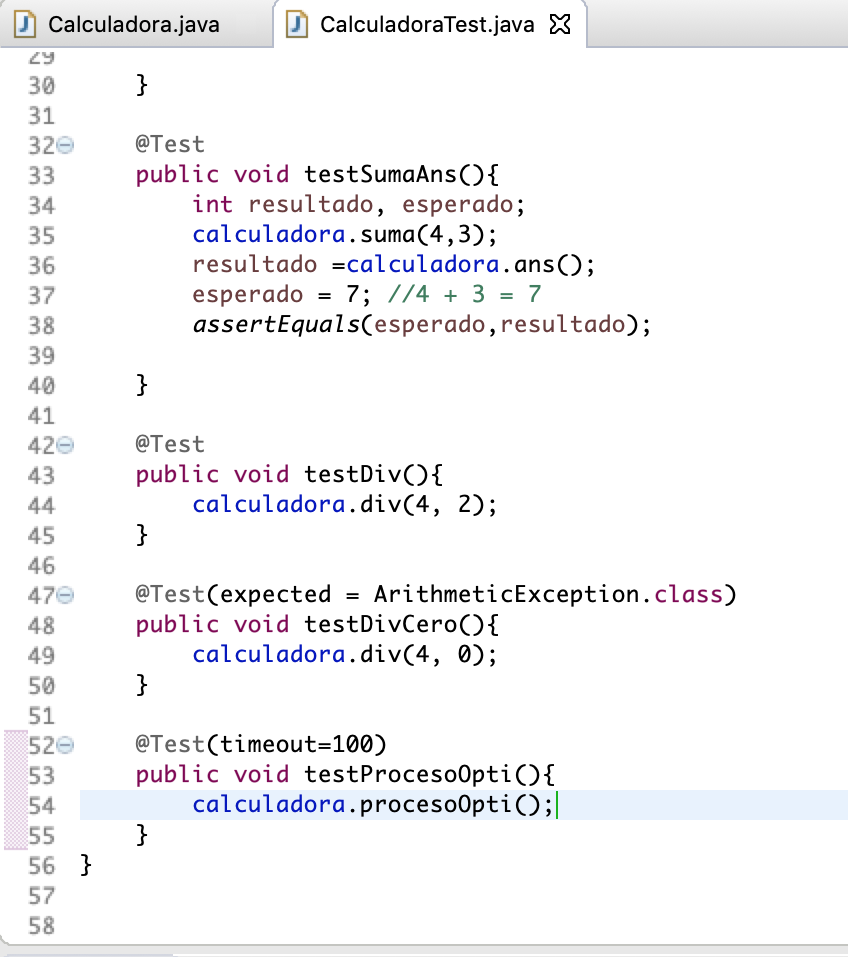 Calculadora.java
CalculadoraTest.java
29
30 }
31
32 @Test
33 public void testSumaAns(){
34 int resultado, esperado;
35 calculadora.suma(4,3);
36 resultado =calculadora.ans();
37 esperado = 7; //4 + 3 = 7
38 assertEquals(esperado,resultado);
39
40 }
41
42 @Test
43 public void testDiv(){
44 calculadora.div(4, 2);
45 }
46
47 @Test(expected = ArithmeticException.class)
48 public void testDivCero(){
49 calculadora.div(4, 0);
50 }
51
52 @Test(timeout=100)
53 public void testProcesoOpti(){
54 calculadora.procesoOpti();
55 }
56 }
57
58